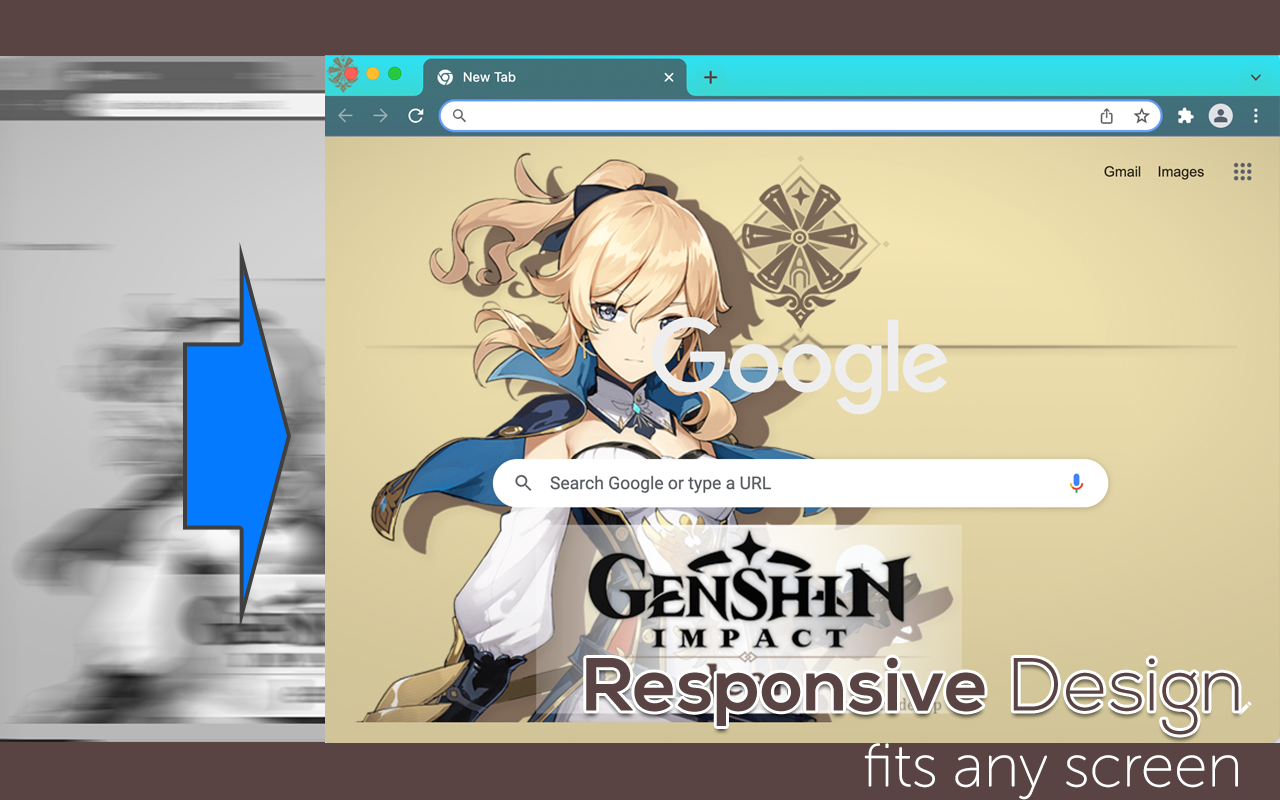 New Tab
Gmail Images
Google
Search Google or type a URL
GENSHIN
IMPACT
Responsive Design
fits any screen